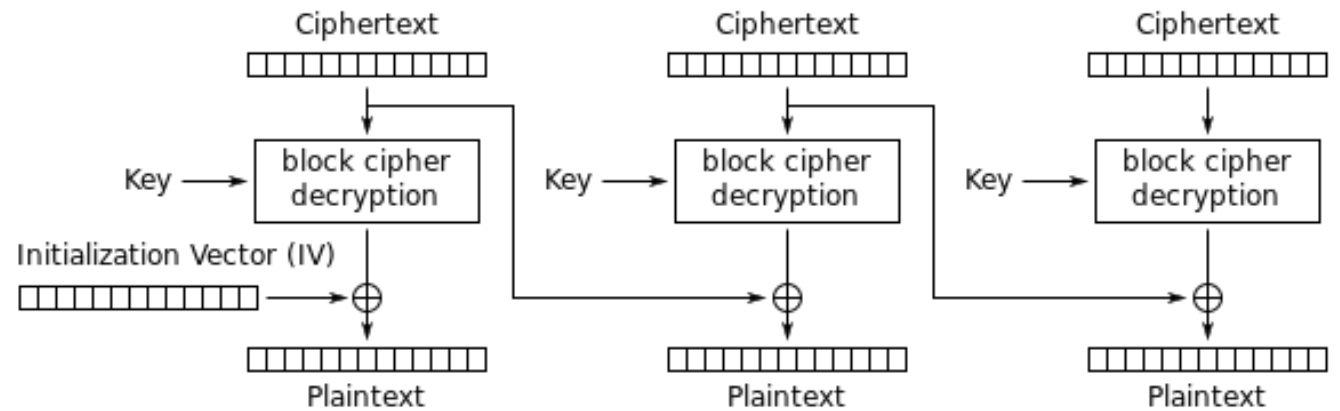 Ciphertext
Ciphertext
Ciphertext
Key
block cipher
decryption
Key
block cipher
decryption
Key
block cipher
decryption
Initialization Vector (IV)
Plaintext
Plaintext
Plaintext